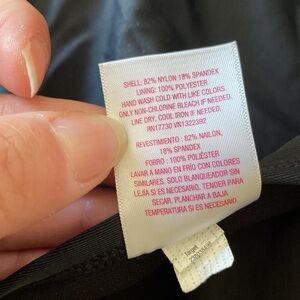 SHELL: 82% NYLON 18% SPANDEX
LINING: 100% POLYESTER
HAND WASH COLD WITH LIKE COLORS.
ONLY NON-CHLORINE BLEACH IF NEEDED.
LINE DRY, COOL IRON IF NEEDED.
RN17730 VN1322392
REVESTIMIENTO : 82% NAILON,
18% SPANDEX
FORRO : 100% POLIÉSTER
LAVAR A MANO EN FRÍO CON COLORES
SIMILARES. SOLO BLANQUEADOR SIN
LEJÍA SI ES NECESARIO, TENDER PARA
SECAR, PLANCHAR A BAJA
TEMPERATURA SI ES NECESARIO
Target